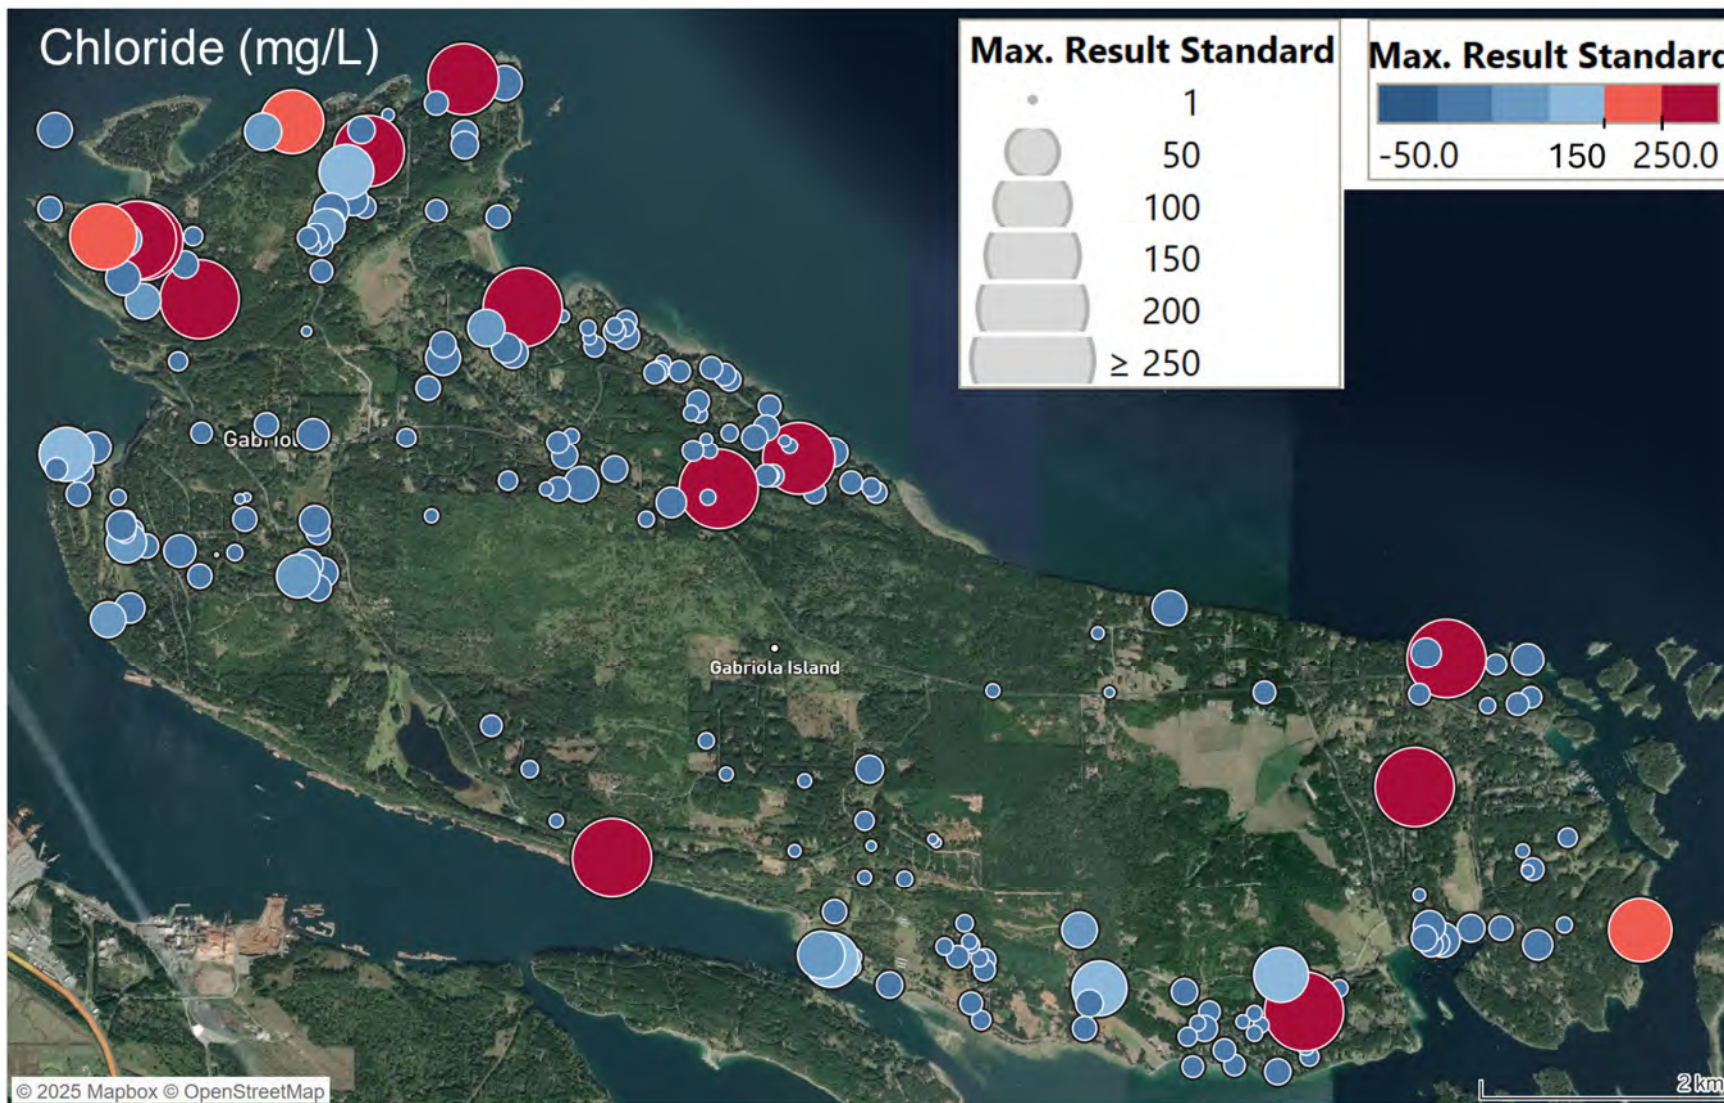 Chloride (mg/L)
Max. Result Standard
1
50
100
150
200
≥ 250
Max. Result Standard
-50.0 150 250.0
Gabriola
Gabriola Island
© 2025 Mapbox © OpenStreetMap
2 km